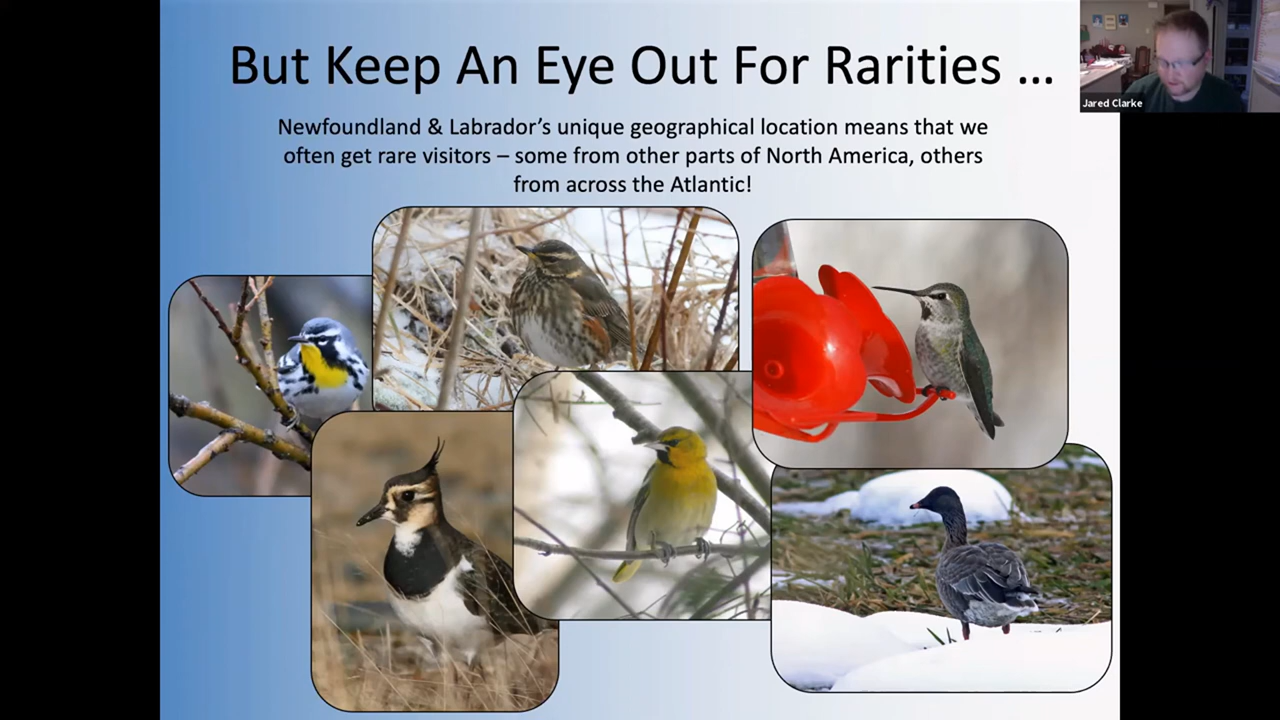 But Keep An Eye Out For Rarities ...
Newfoundland & Labrador's unique geographical location means that we
often get rare visitors – some from other parts of North America, others
from across the Atlantic!
Jared Clarke